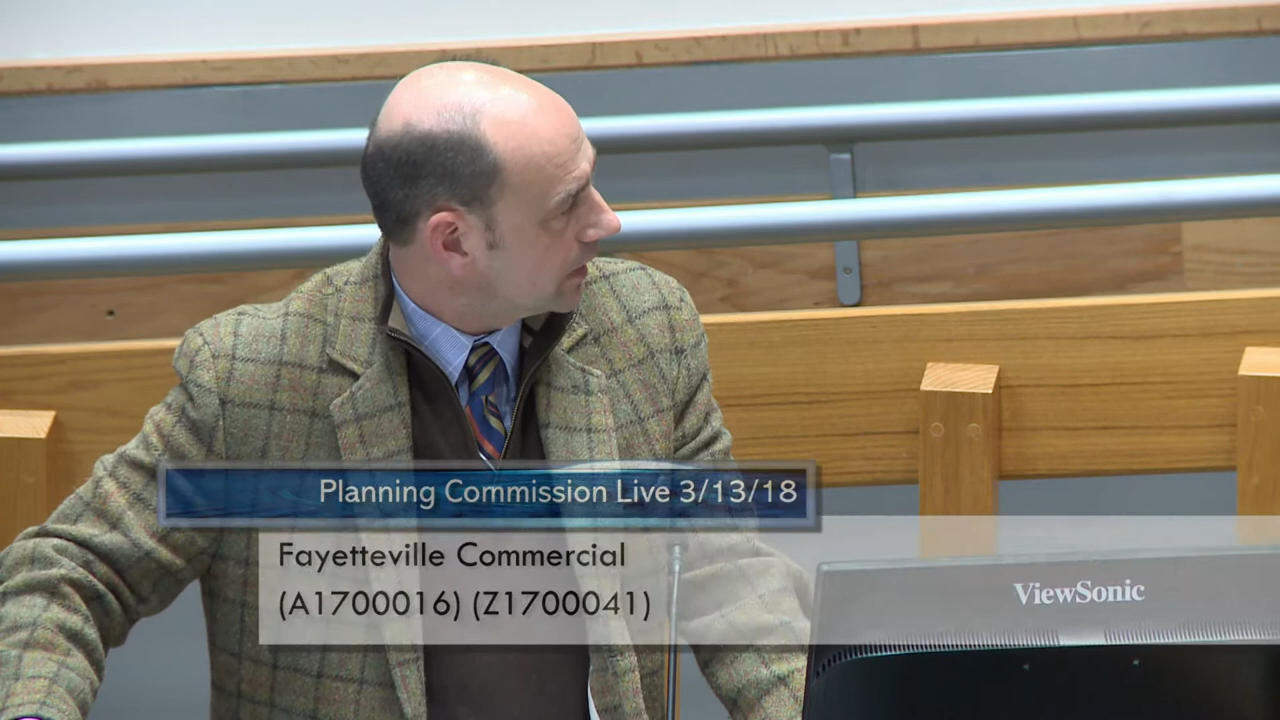 Planning Commission Live 3/13/18
Fayetteville Commercial
(A1700016) (Z1700041)
ViewSonic